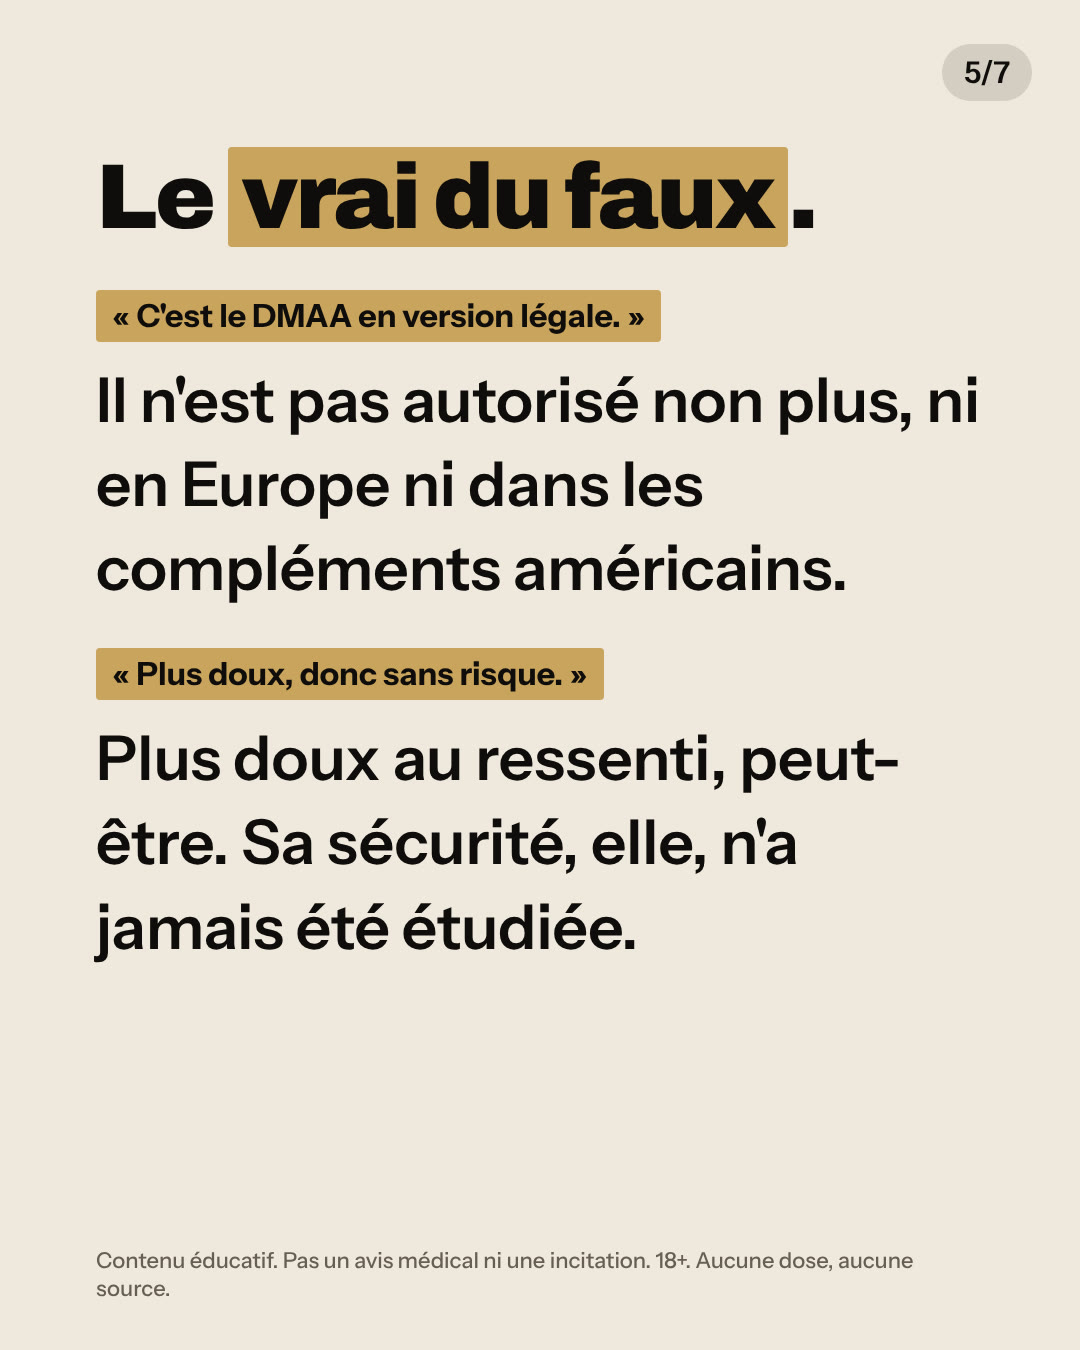 5/7
Le vrai du faux.
« C'est le DMAA en version légale. »
Il n'est pas autorisé non plus, ni
en Europe ni dans les
compléments américains.
« Plus doux, donc sans risque. »
Plus doux au ressenti, peut-
être. Sa sécurité, elle, n'a
jamais été étudiée.
Contenu éducatif. Pas un avis médical ni une incitation. 18+. Aucune dose, aucune
source.